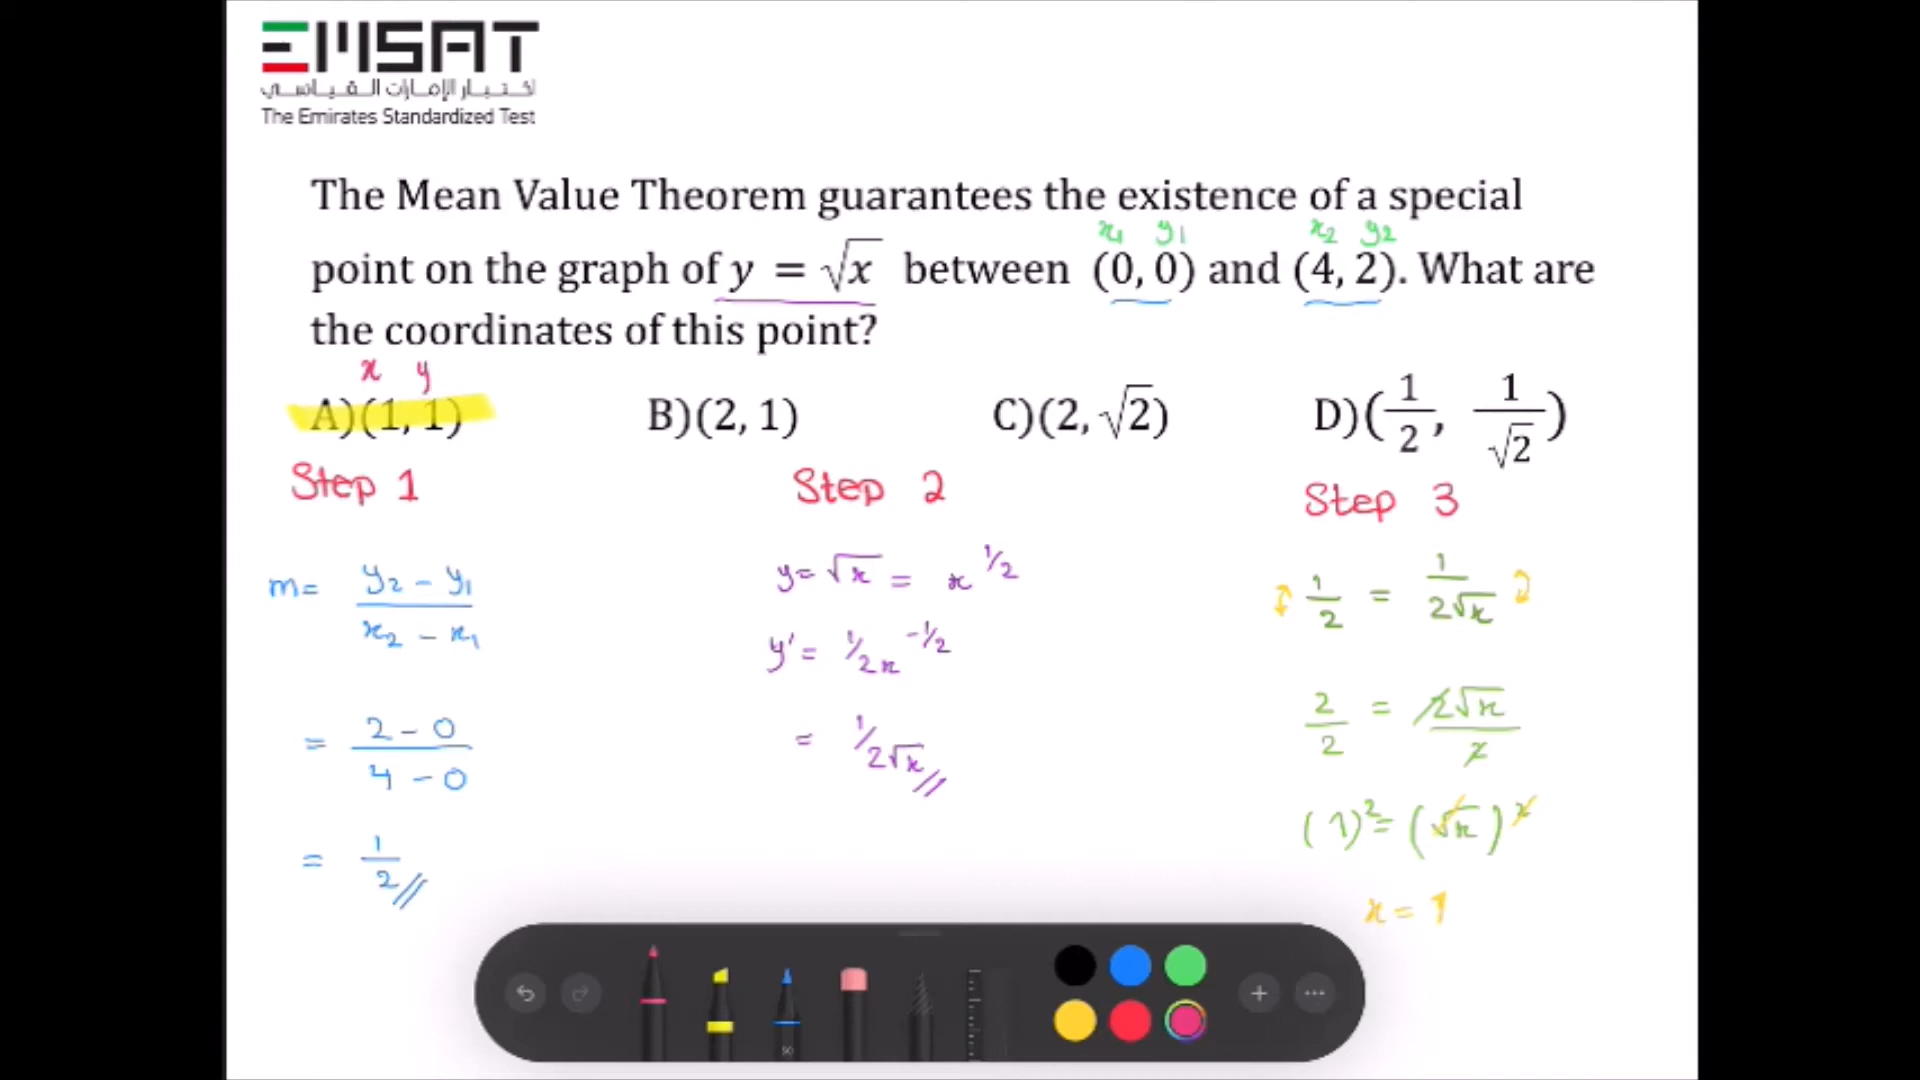 EMSAT
اختبار الإمارات القياسي
The Emirates Standardized Test
The Mean Value Theorem guarantees the existence of a special
x₁ y₁ x₂ y₂
point on the graph of y = √x between (0, 0) and (4, 2). What are
the coordinates of this point?
x y
A)(1, 1) B)(2, 1) C)(2, √2) D)(1/2, 1/√2)
Step 1
m= y₂ - y₁ / x₂ - x₁
= 2 - 0 / 4 - 0
= 1/2 //
Step 2
y= √x = x^1/2
y' = 1/2x^-1/2
= 1/2√x //
Step 3
1/2 = 1/2√x
2/2 = 2√x/2
(1)² = (√x)²
x = 1
50